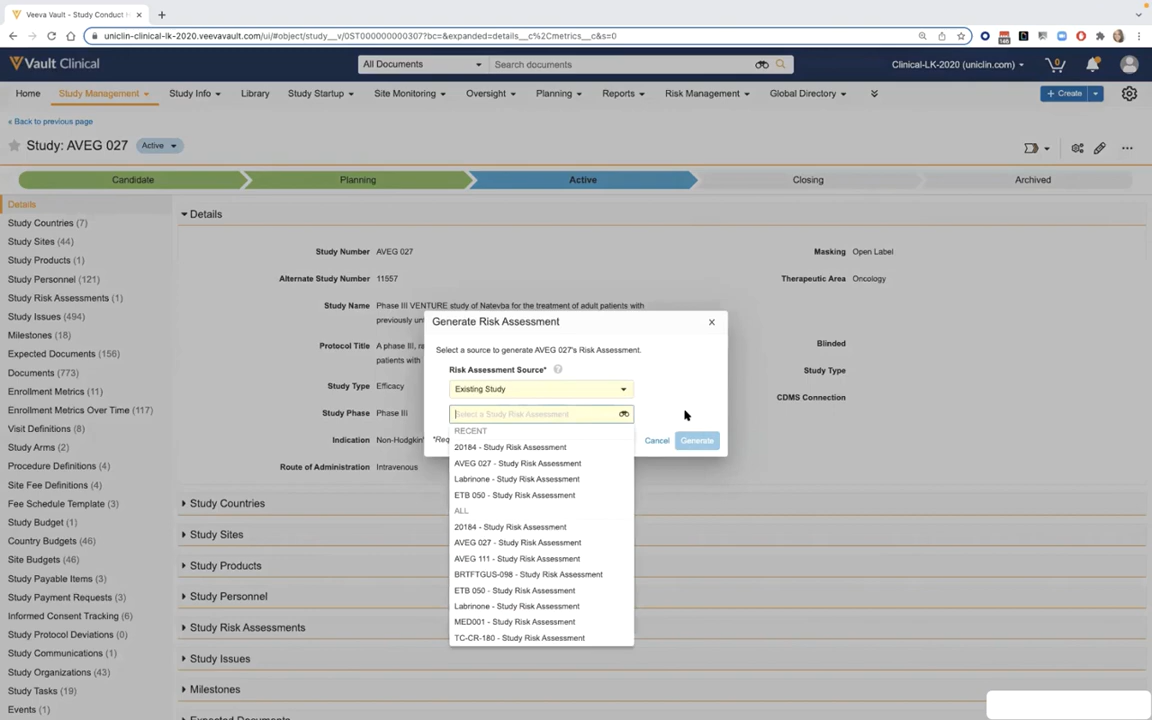 Veeva Vault - Study Conduct
uniclin-clinical-lk-2020.veevavault.com/ui/#object/study__v/0ST000000000307?bc=&expanded=details__c%2Cmetrics__c&s=0
Vault Clinical
All Documents
Search documents
Clinical-LK-2020 (uniclin.com)
0
Home
Study Management
Study Info
Library
Study Startup
Site Monitoring
Oversight
Planning
Reports
Risk Management
Global Directory
Create
« Back to previous page
Study: AVEG 027
Active
Candidate
Planning
Active
Closing
Archived
Details
Study Countries (7)
Study Sites (44)
Study Products (1)
Study Personnel (121)
Study Risk Assessments (1)
Study Issues (494)
Milestones (18)
Expected Documents (156)
Documents (773)
Enrollment Metrics (11)
Enrollment Metrics Over Time (117)
Visit Definitions (8)
Study Arms (2)
Procedure Definitions (4)
Site Fee Definitions (4)
Fee Schedule Template (3)
Study Budget (1)
Country Budgets (46)
Site Budgets (46)
Study Payable Items (3)
Study Payment Requests (3)
Informed Consent Tracking (6)
Study Protocol Deviations (0)
Study Communications (1)
Study Organizations (43)
Study Tasks (19)
Events (1)
Details
Study Number AVEG 027
Alternate Study Number 11557
Study Name Phase III VENTURE study of Natevba for the treatment of adult patients with
previously un
Protocol Title A phase III, re
patients with
Study Type Efficacy
Study Phase Phase III
Indication Non-Hodgkin'
Route of Administration Intravenous
Masking Open Label
Therapeutic Area Oncology
Blinded
Study Type
CDMS Connection
Generate Risk Assessment
Select a source to generate AVEG 027's Risk Assessment.
Risk Assessment Source*
Existing Study
Select a Study Risk Assessment
*Req
Cancel
Generate
RECENT
20184 - Study Risk Assessment
AVEG 027 - Study Risk Assessment
Labrinone - Study Risk Assessment
ETB 050 - Study Risk Assessment
ALL
20184 - Study Risk Assessment
AVEG 027 - Study Risk Assessment
AVEG 111 - Study Risk Assessment
BRTFTGUS-098 - Study Risk Assessment
ETB 050 - Study Risk Assessment
Labrinone - Study Risk Assessment
MED001 - Study Risk Assessment
TC-CR-180 - Study Risk Assessment
Study Countries
Study Sites
Study Products
Study Personnel
Study Risk Assessments
Study Issues
Milestones
Expected Documents